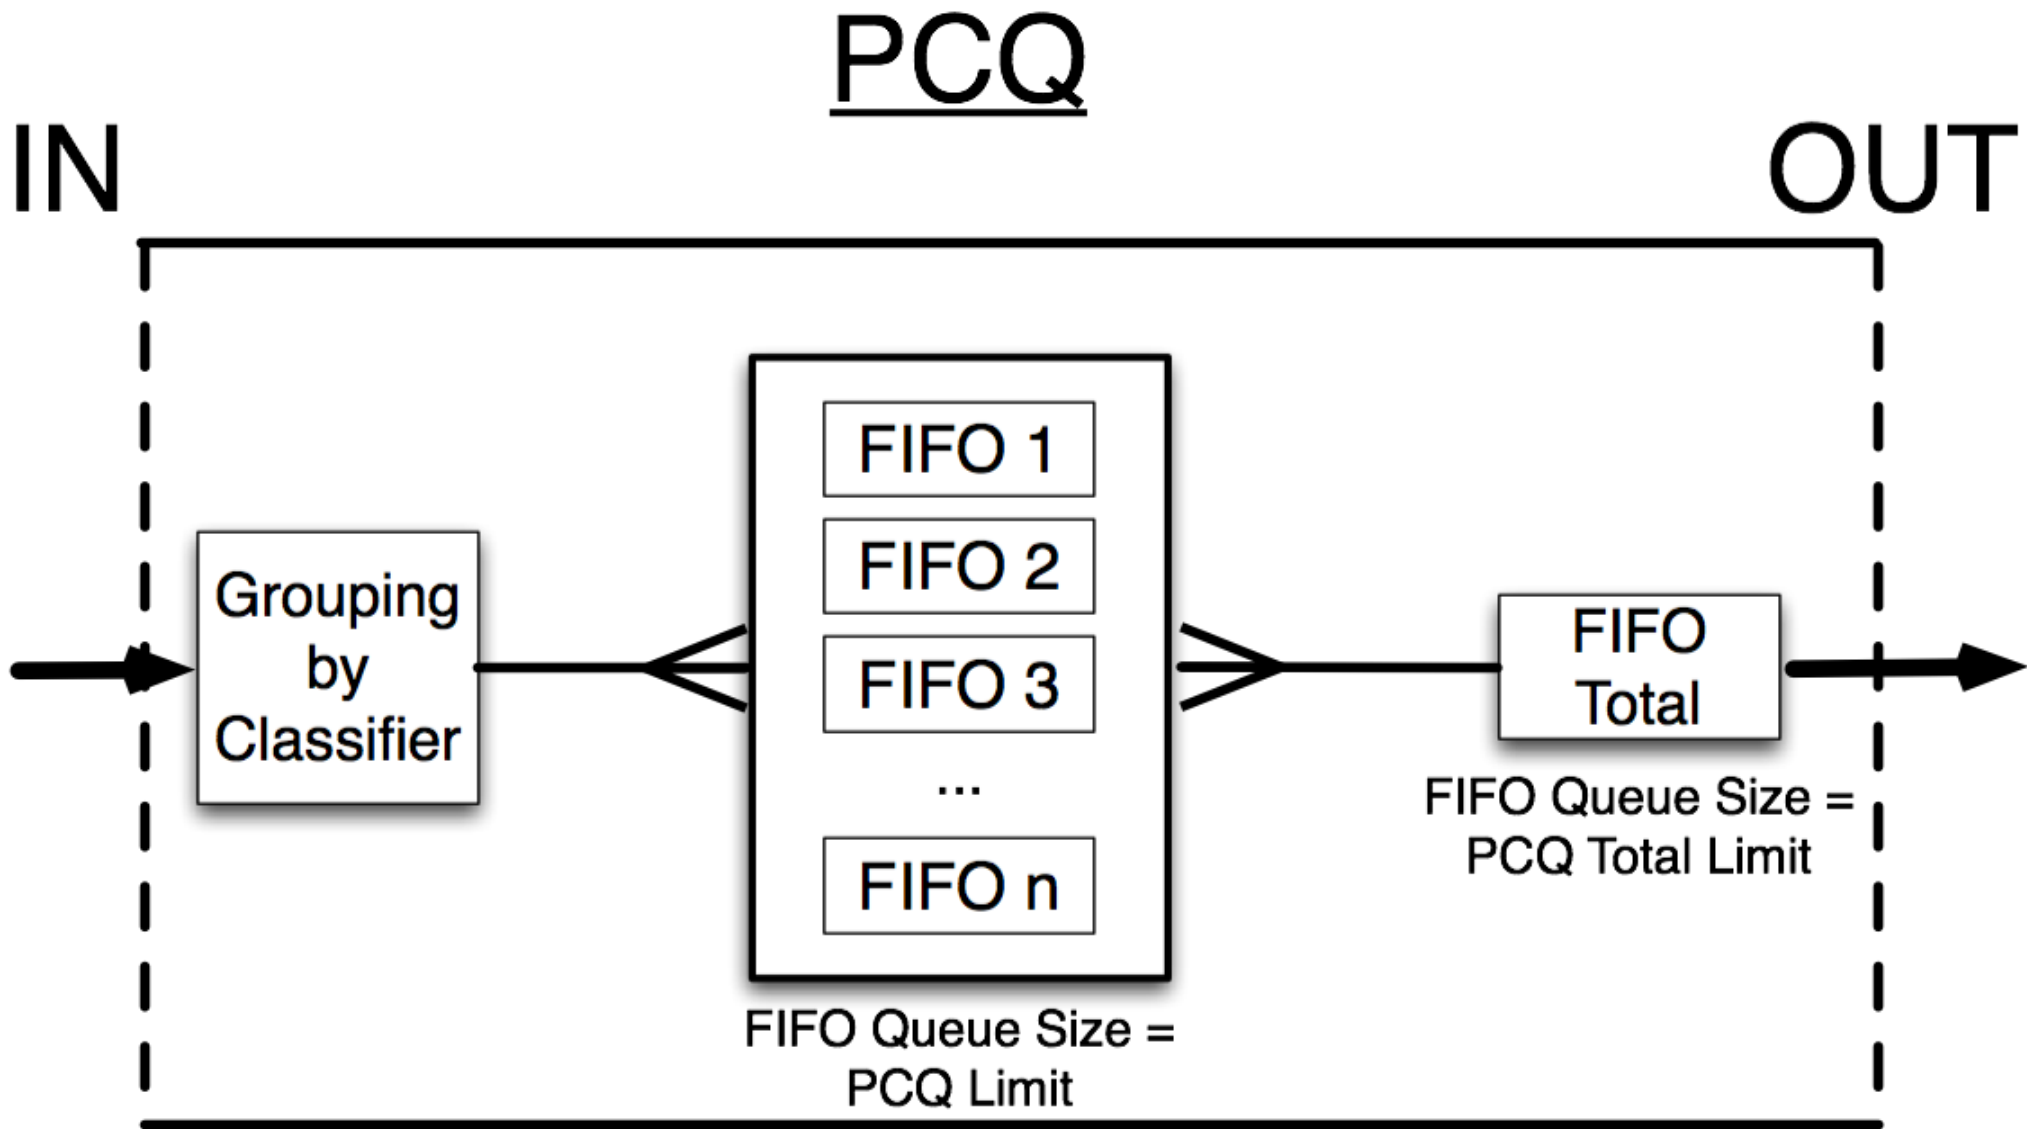 PCQ
IN
OUT
Grouping
by
Classifier
FIFO 1
FIFO 2
FIFO 3
...
FIFO n
FIFO Queue Size =
PCQ Limit
FIFO
Total
FIFO Queue Size =
PCQ Total Limit